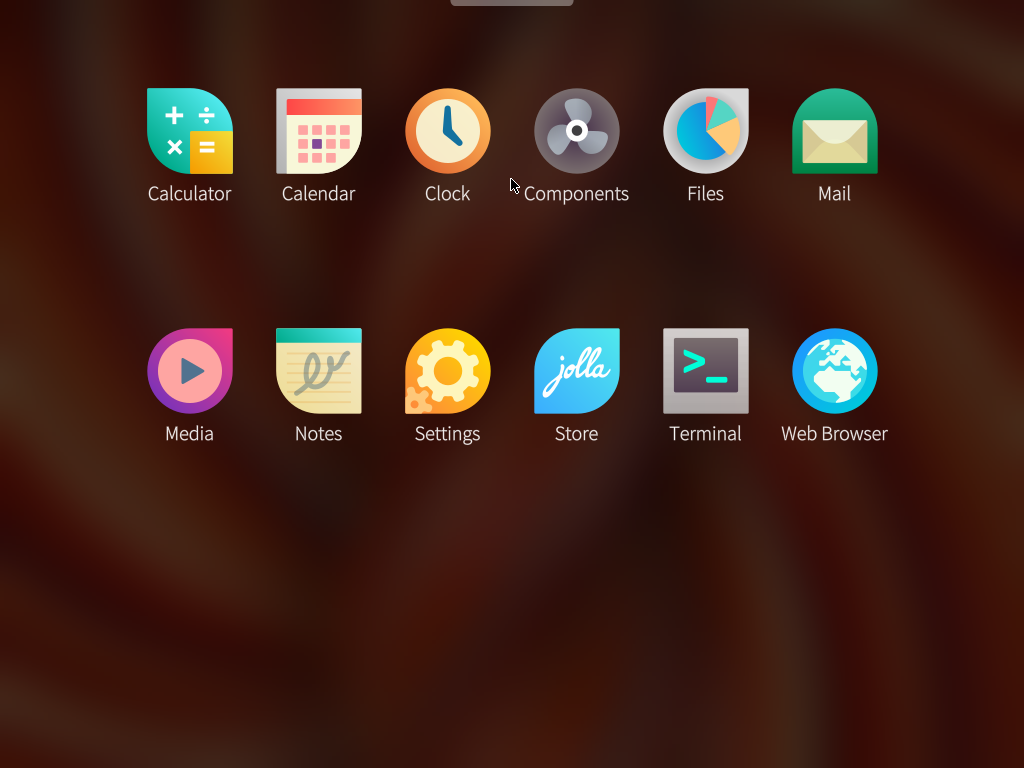 Calculator
Calendar
Clock
Components
Files
Mail
Media
Notes
jolla
Settings
Store
Terminal
Web Browser